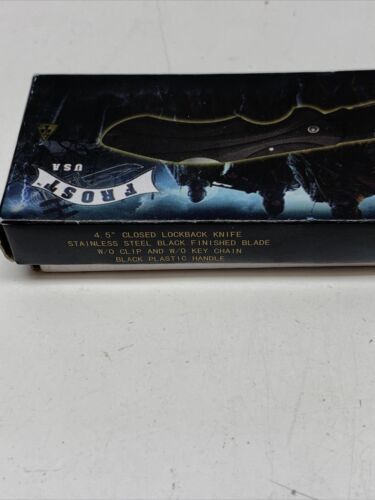 FROST
USA
4.5" CLOSED LOCKBACK KNIFE
STAINLESS STEEL BLACK FINISHED BLADE
W/O CLIP AND W/O KEY CHAIN
BLACK PLASTIC HANDLE